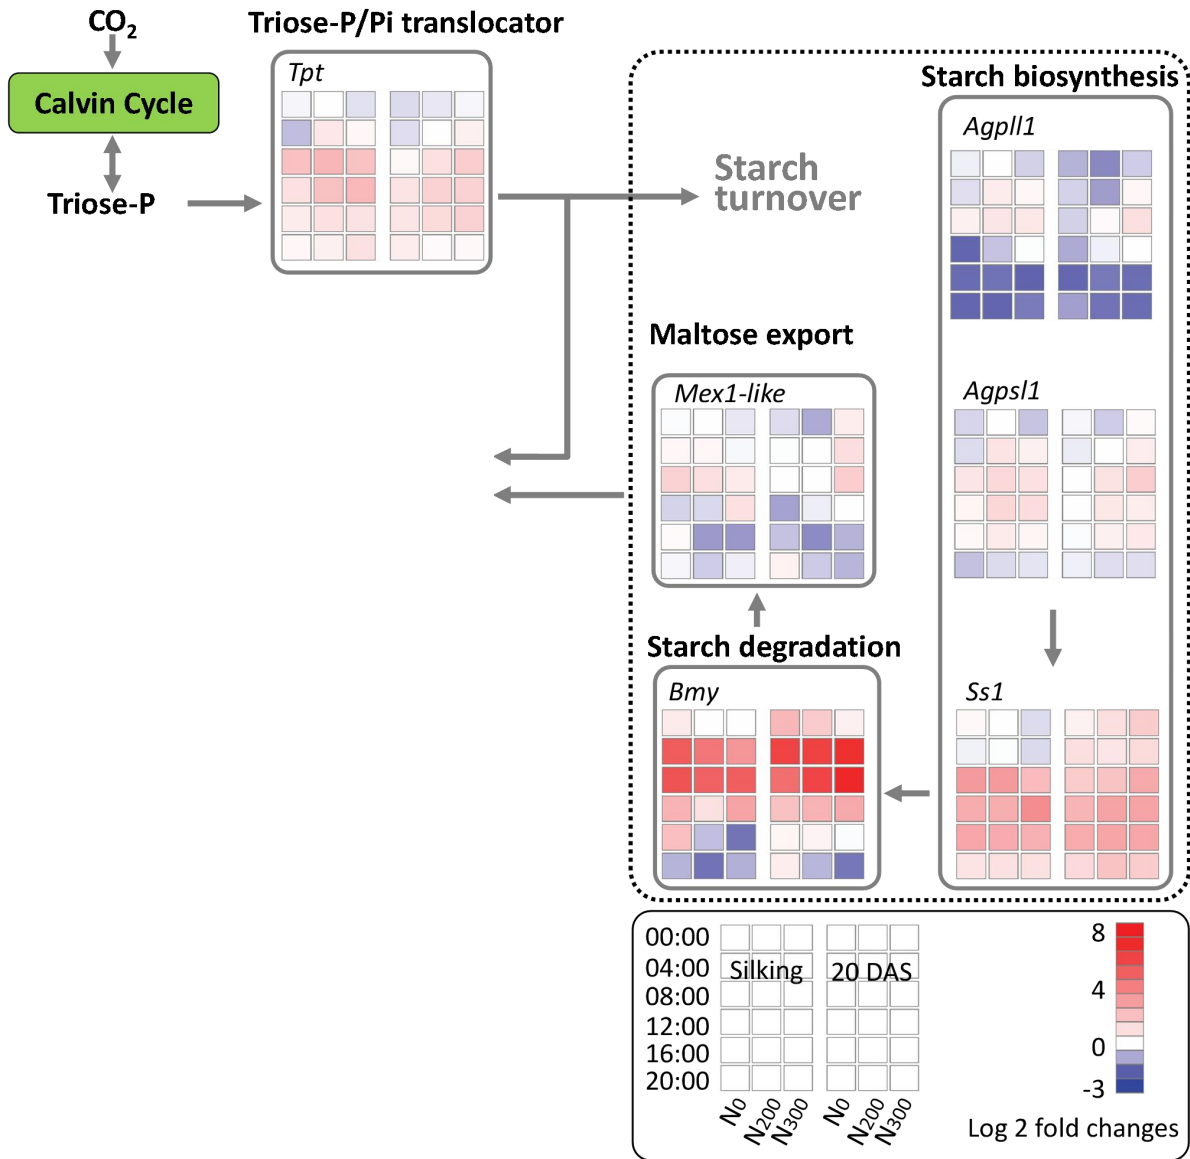 CO2
Triose-P/Pi translocator
Tpt
Calvin Cycle
Triose-P
Starch biosynthesis
Agpll1
Starch
turnover
Maltose export
Mex1-like
Agpsl1
Starch degradation
Bmy
Ss1
00:00
04:00
08:00
12:00
16:00
20:00
Silking
20 DAS
N0
N200
N300
N0
N200
N300
8
4
0
-3
Log 2 fold changes